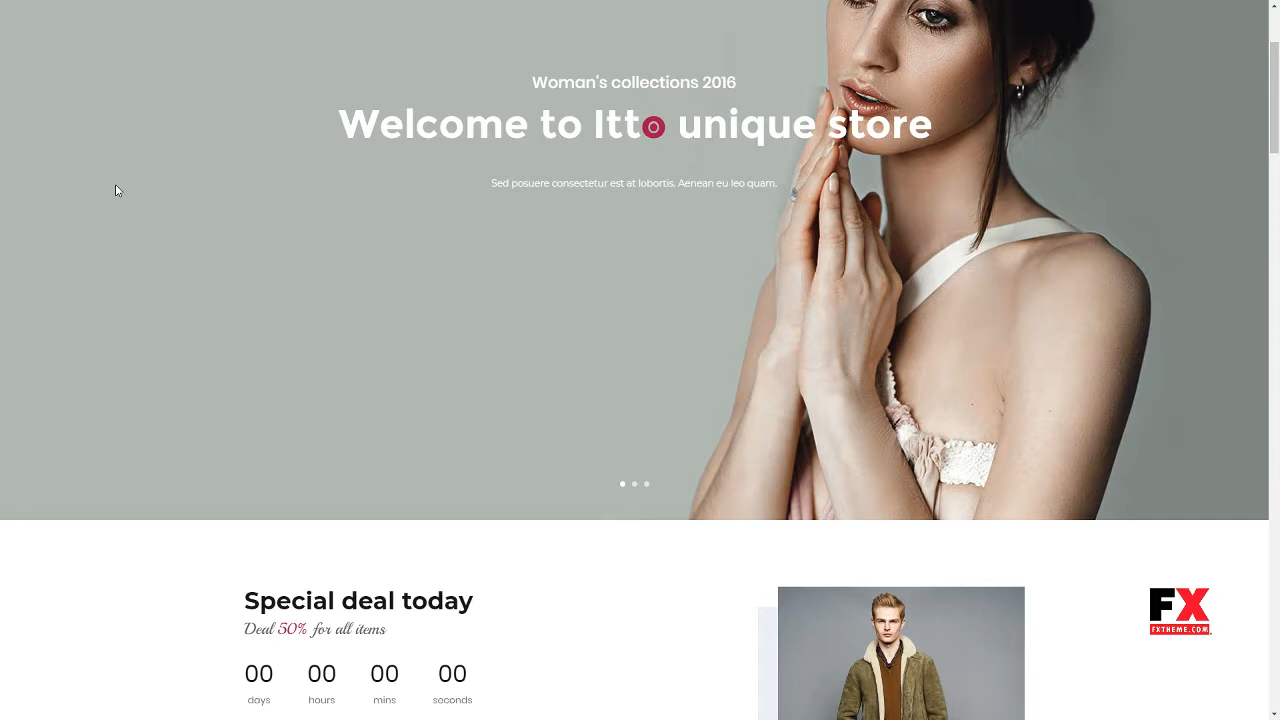 Woman's collections 2016
Welcome to Itto unique store
Sed posuere consectetur est at lobortis. Aenean eu leo quam.
Special deal today
Deal 50% for all items
00 00 00 00
days hours mins seconds
FX
FXTHEME.COM